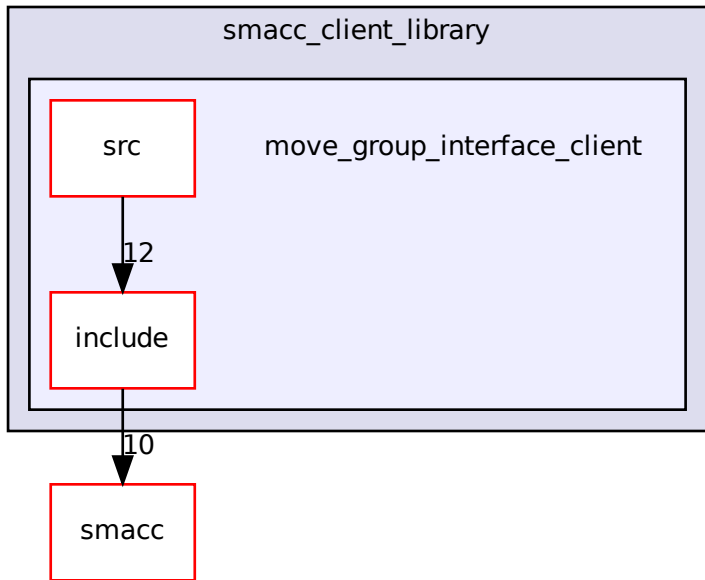 smacc_client_library
src
move_group_interface_client
12
include
10
smacc